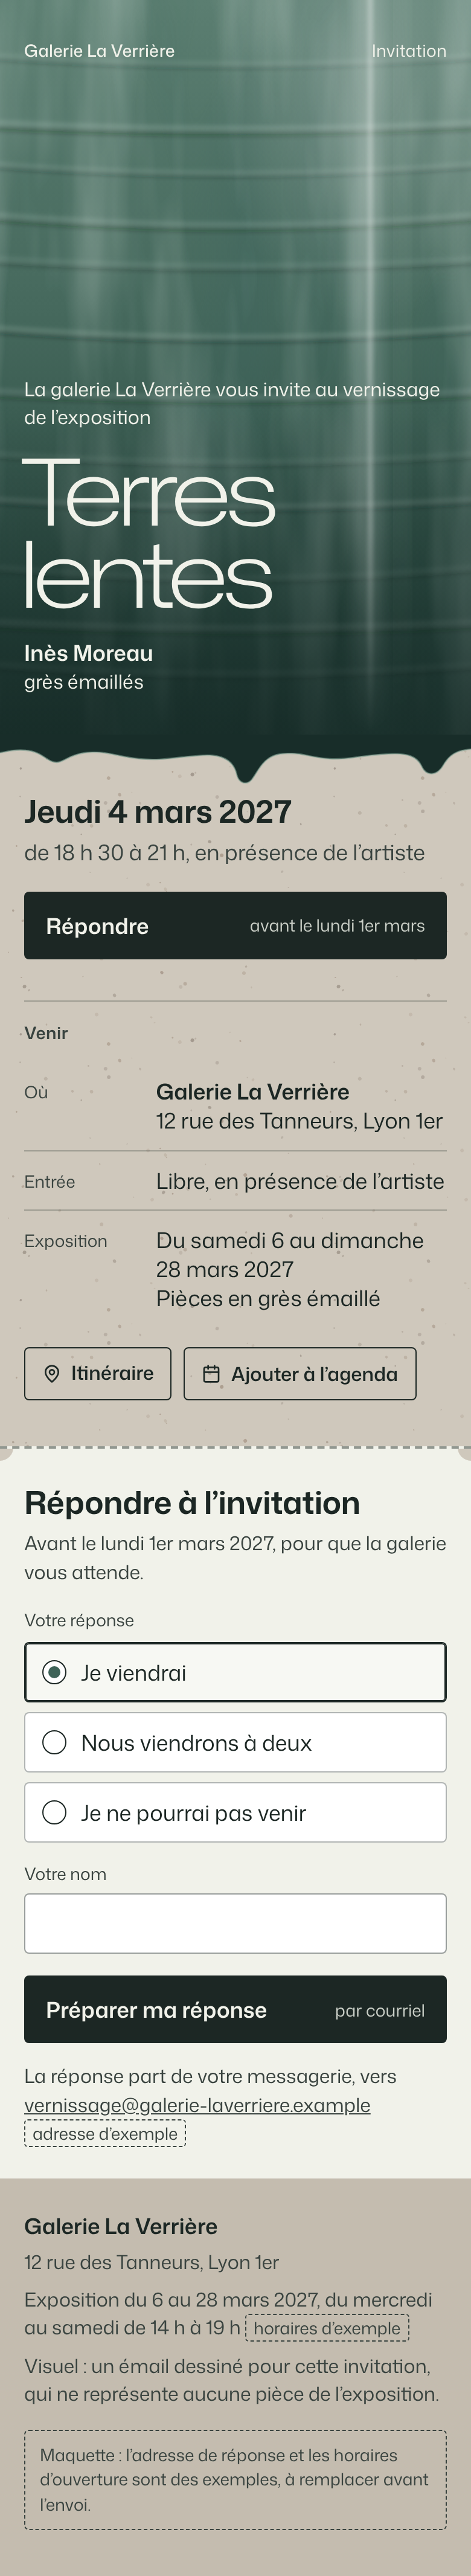 Galerie La Verrière
Invitation
La galerie La Verrière vous invite au vernissage
de l’exposition
Terres
lentes
Inès Moreau
grès émaillés
Jeudi 4 mars 2027
de 18 h 30 à 21 h, en présence de l’artiste
Répondre
avant le lundi 1er mars
Venir
Où
Galerie La Verrière
12 rue des Tanneurs, Lyon 1er
Entrée
Libre, en présence de l’artiste
Exposition
Du samedi 6 au dimanche
28 mars 2027
Pièces en grès émaillé
Itinéraire
Ajouter à l’agenda
Répondre à l’invitation
Avant le lundi 1er mars 2027, pour que la galerie
vous attende.
Votre réponse
Je viendrai
Nous viendrons à deux
Je ne pourrai pas venir
Votre nom
Préparer ma réponse
par courriel
La réponse part de votre messagerie, vers
vernissage@galerie-laverriere.example
adresse d’exemple
Galerie La Verrière
12 rue des Tanneurs, Lyon 1er
Exposition du 6 au 28 mars 2027, du mercredi
au samedi de 14 h à 19 h horaires d’exemple
Visuel : un émail dessiné pour cette invitation,
qui ne représente aucune pièce de l’exposition.
Maquette : l’adresse de réponse et les horaires
d’ouverture sont des exemples, à remplacer avant
l’envoi.